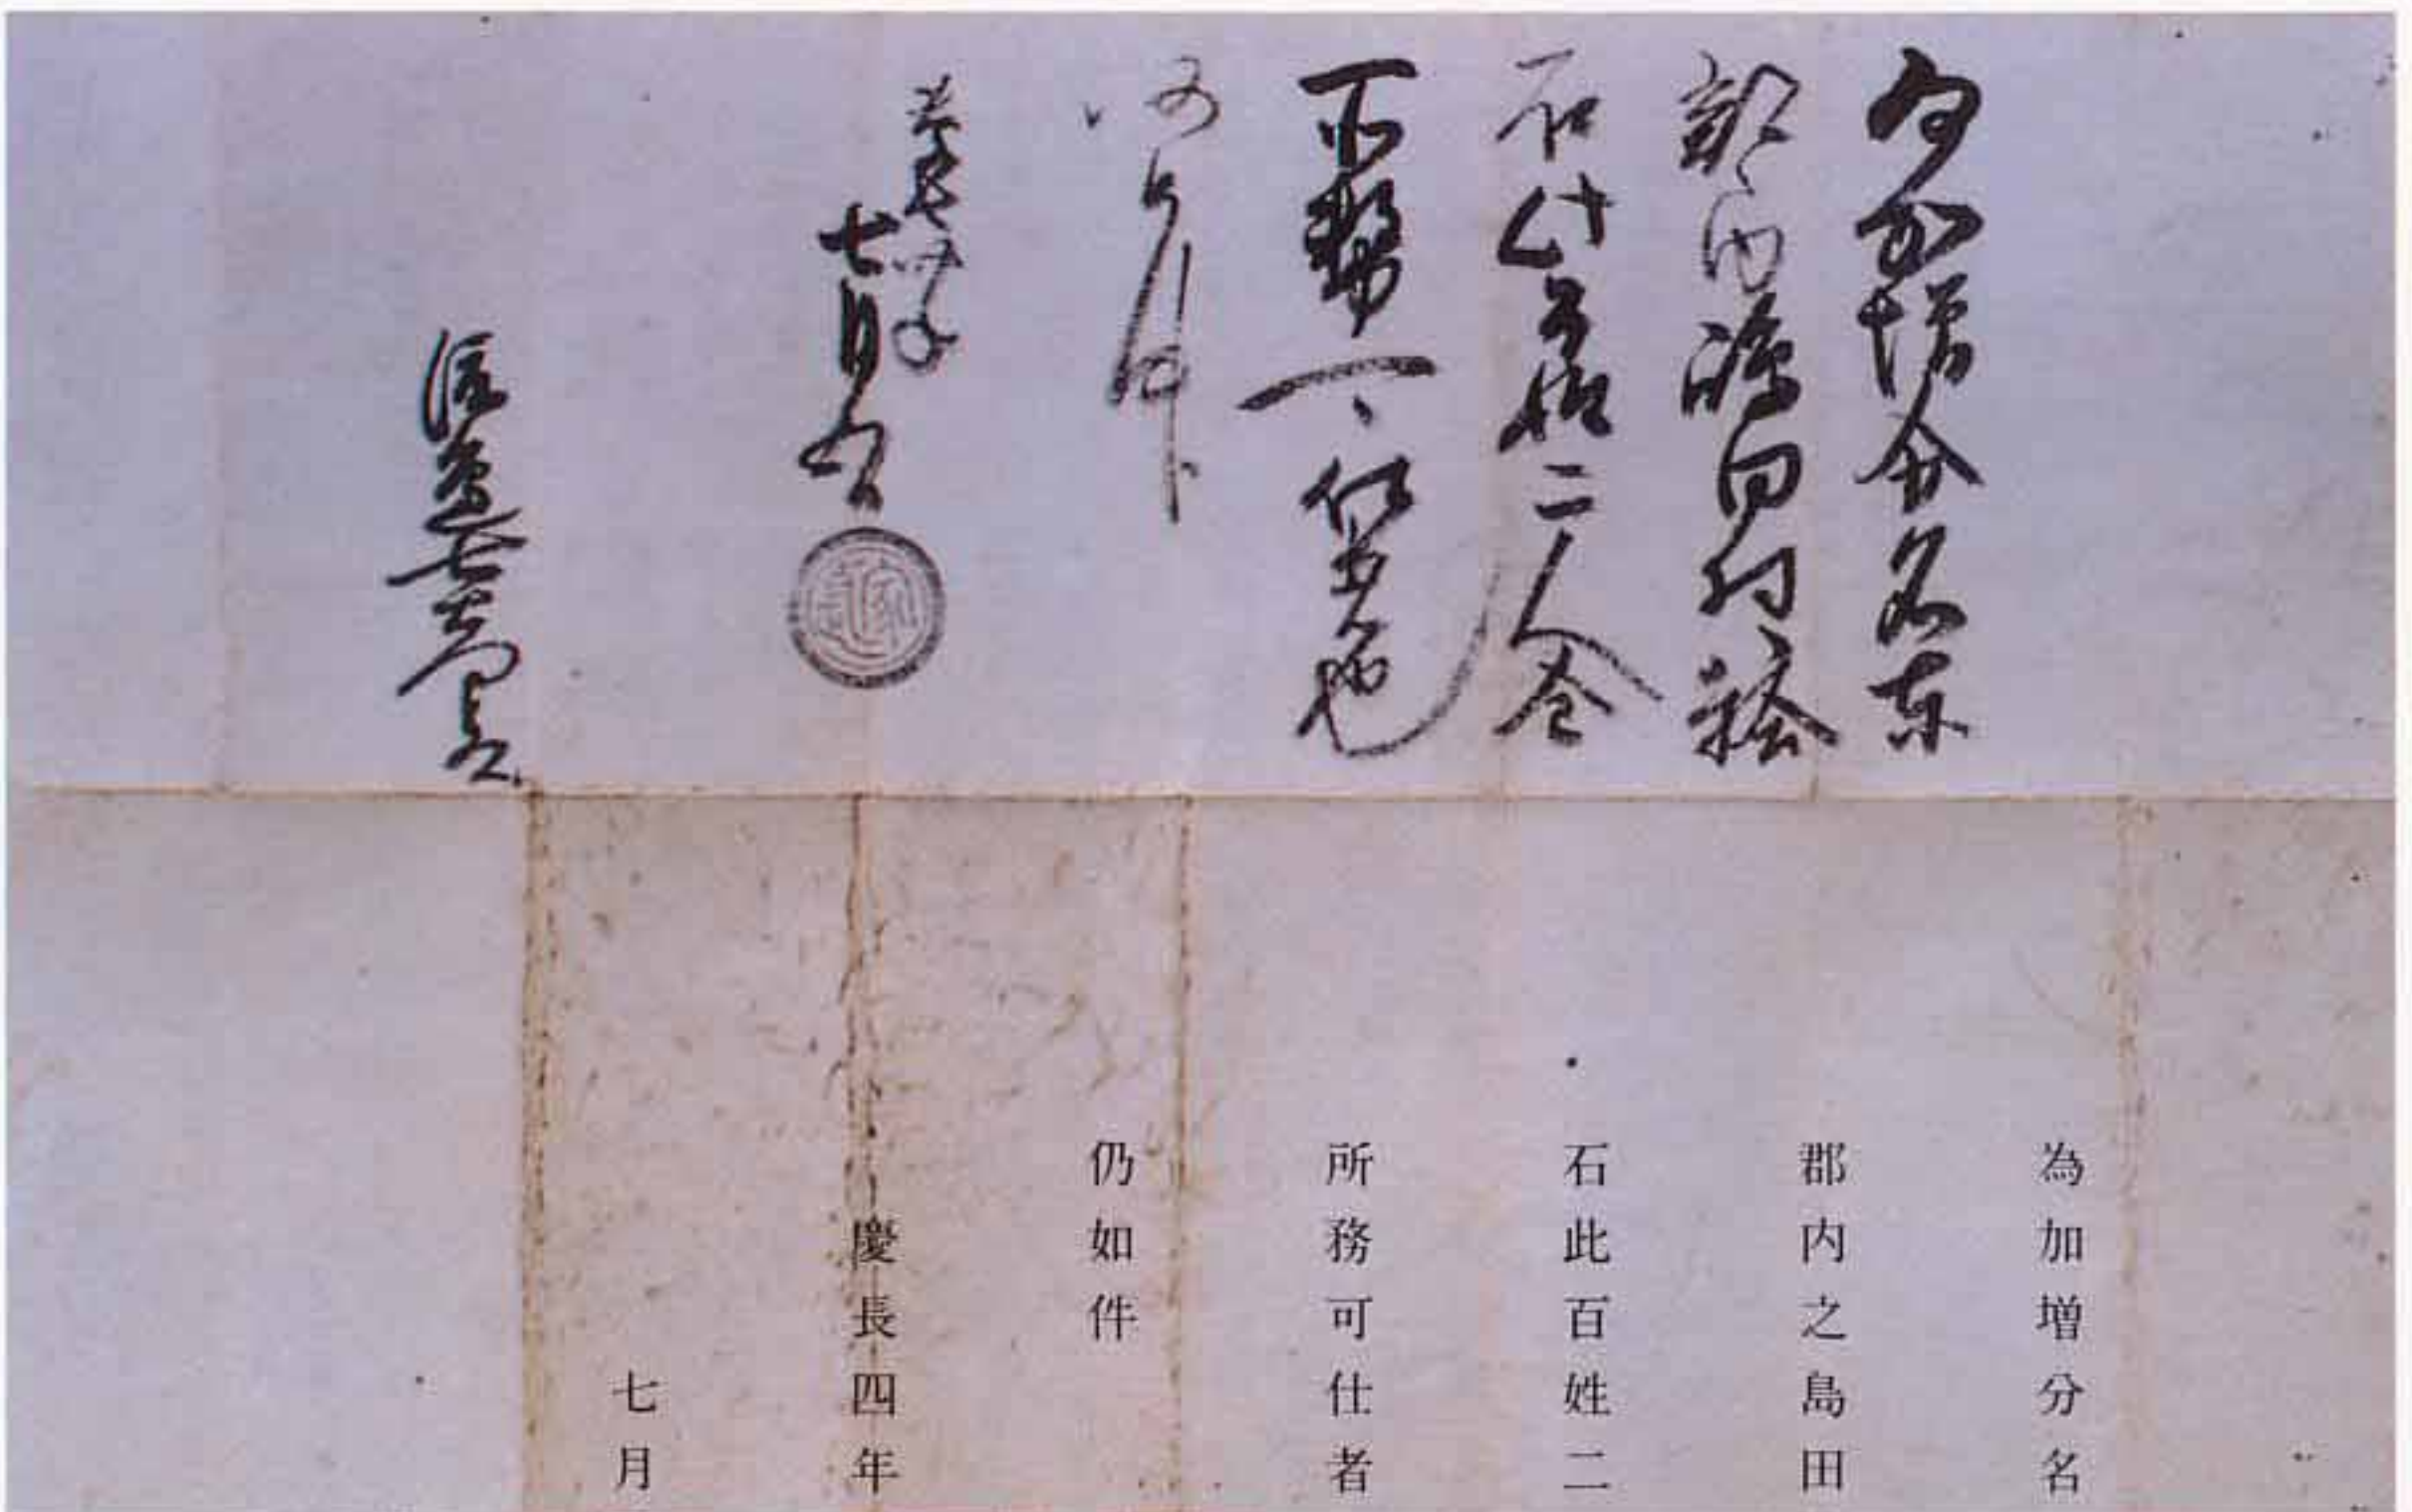 為加増分名東
郡内嶋田村拾
石此百姓二人令
所務可仕者也
仍如件
慶長四年
七月
為加増分名
郡内之島田
石此百姓二
所務可仕者
仍如件
慶長四年
七月